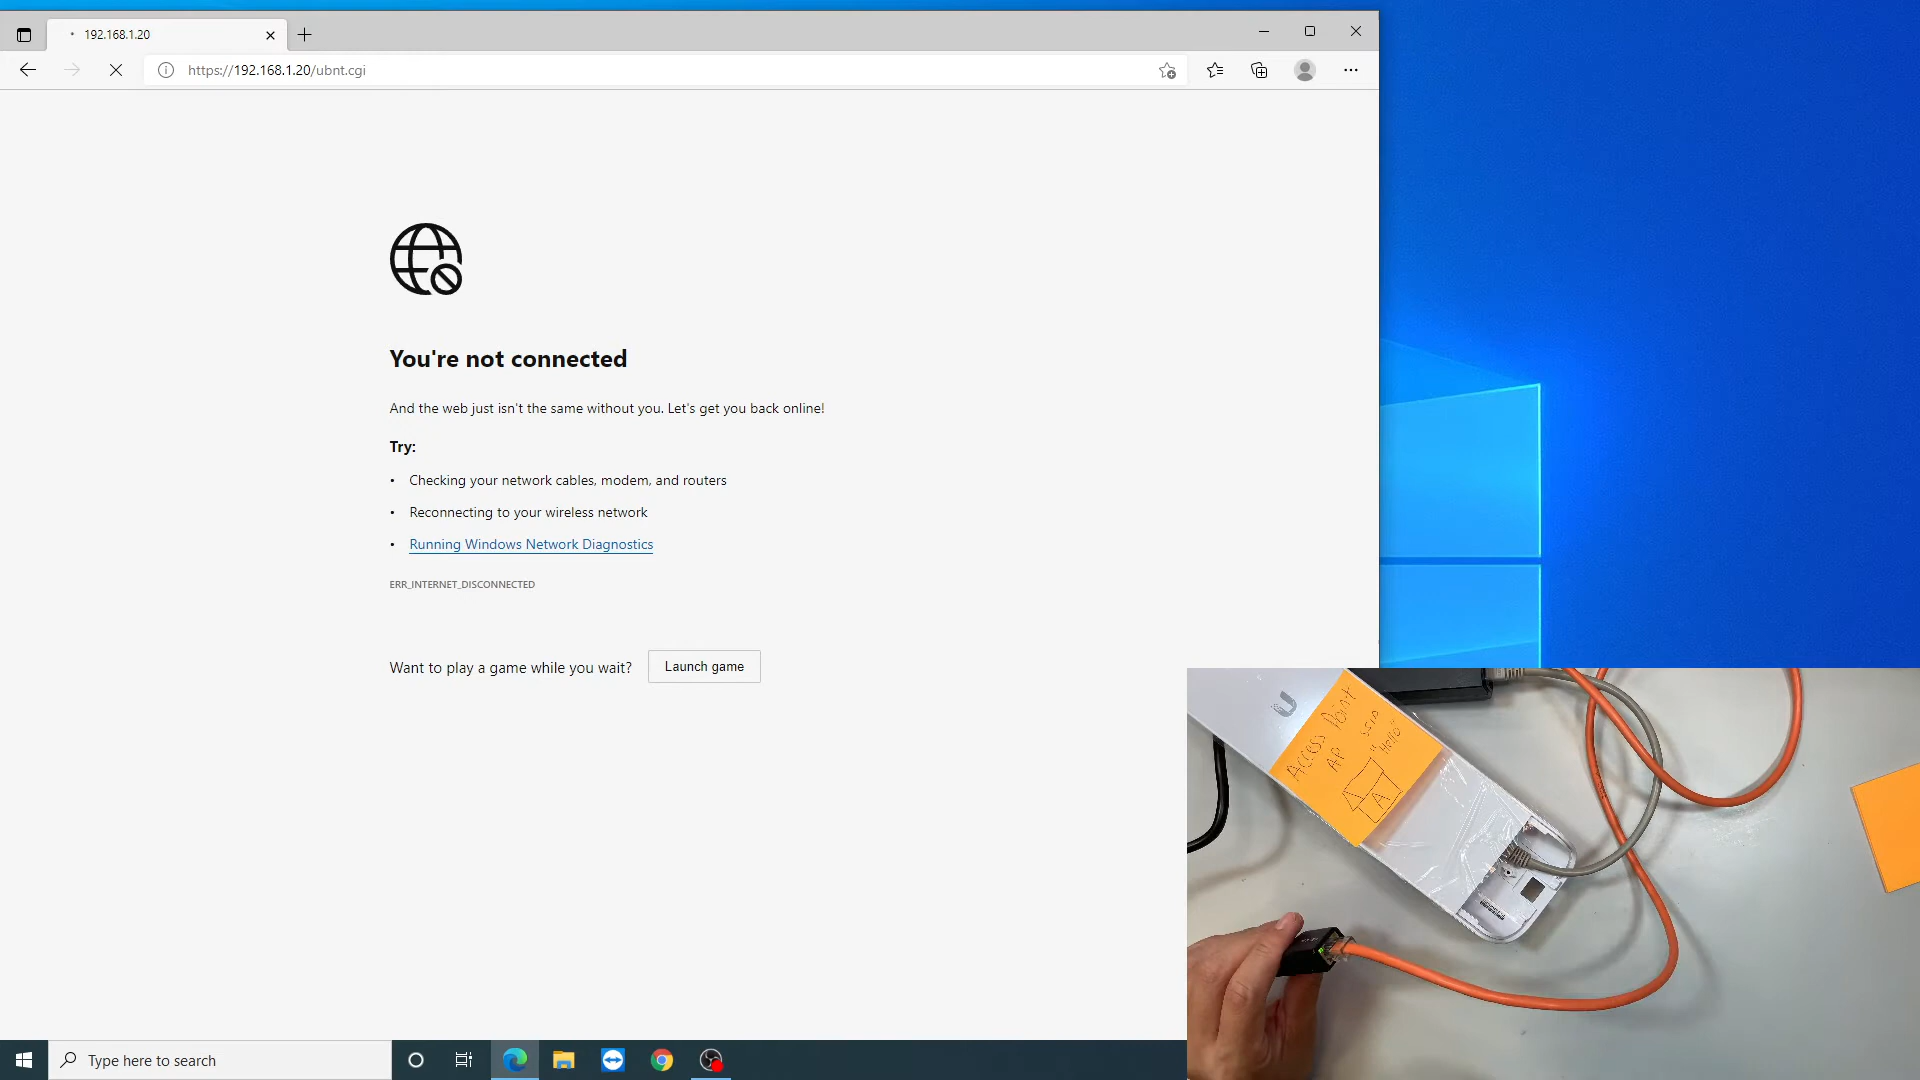 192.168.1.20
https://192.168.1.20/ubnt.cgi
You're not connected
And the web just isn't the same without you. Let's get you back online!
Try:
• Checking your network cables, modem, and routers
• Reconnecting to your wireless network
• Running Windows Network Diagnostics
ERR_INTERNET_DISCONNECTED
Want to play a game while you wait?
Launch game
Access Point
AP
"Hello"
A
Type here to search